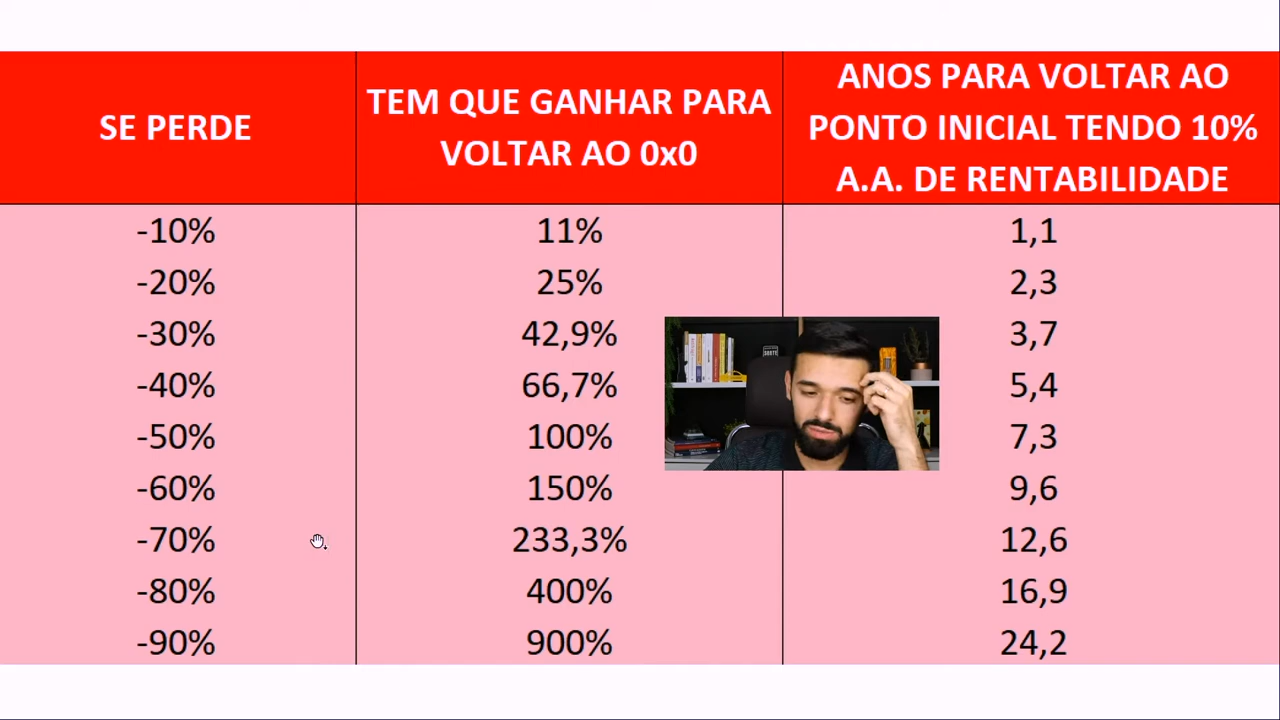 SE PERDE
TEM QUE GANHAR PARA
VOLTAR AO 0x0
ANOS PARA VOLTAR AO
PONTO INICIAL TENDO 10%
A.A. DE RENTABILIDADE
-10% 11% 1,1
-20% 25% 2,3
-30% 42,9% 3,7
-40% 66,7% 5,4
-50% 100% 7,3
-60% 150% 9,6
-70% 233,3% 12,6
-80% 400% 16,9
-90% 900% 24,2